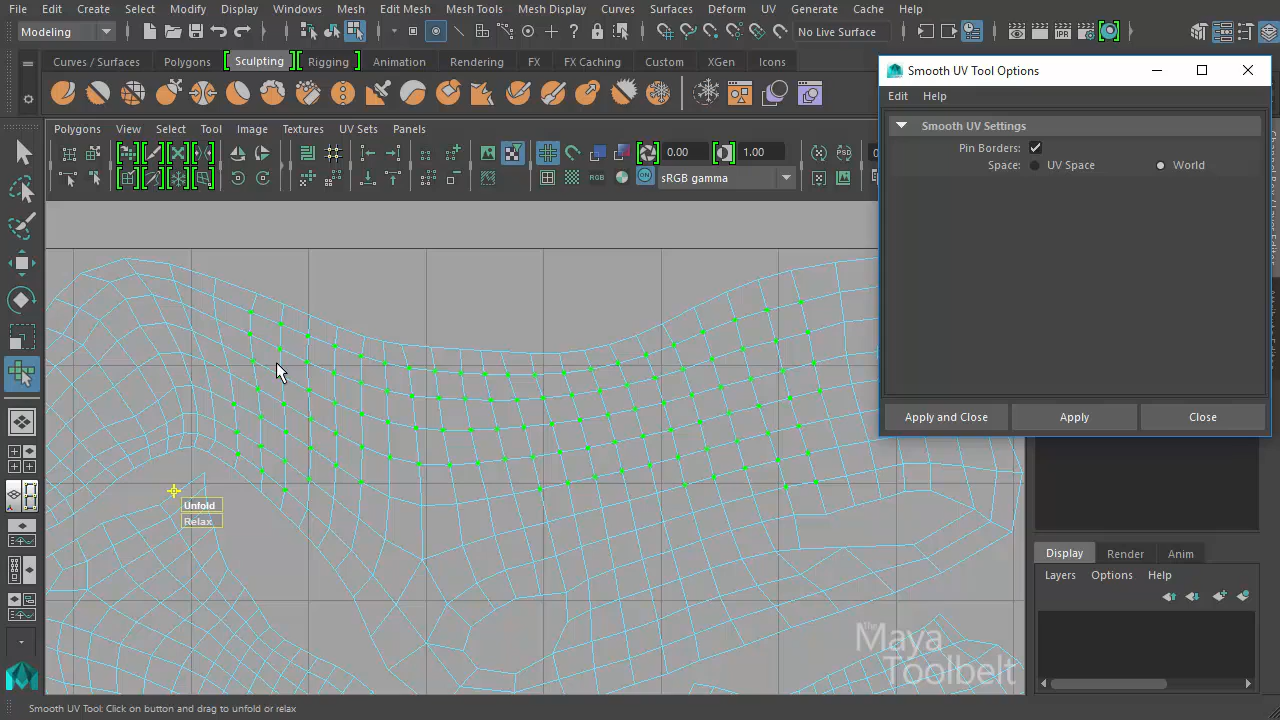 File Edit Create Select Modify Display Windows Mesh Edit Mesh Mesh Tools Mesh Display Curves Surfaces Deform UV Generate Cache Help
Modeling
No Live Surface
Curves / Surfaces Polygons Sculpting Rigging Animation Rendering FX FX Caching Custom XGen Icons
Smooth UV Tool Options
Edit Help
Smooth UV Settings
Pin Borders:
Space: UV Space World
Apply and Close Apply Close
Polygons View Select Tool Image Textures UV Sets Panels
0.00 1.00
PSD
RGB ON sRGB gamma
Unfold
Relax
Display Render Anim
Layers Options Help
The
Maya
Toolbelt
Smooth UV Tool: Click on button and drag to unfold or relax